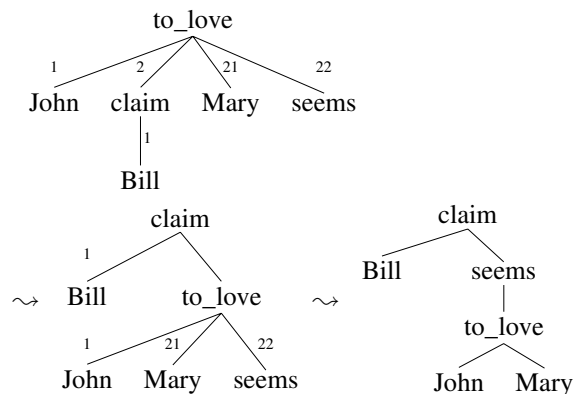 to_love
1 2 21 22
John claim Mary seems
1
Bill
claim
1
⤳ Bill to_love
1 21 22
John Mary seems
⤳
claim
Bill seems
to_love
John Mary